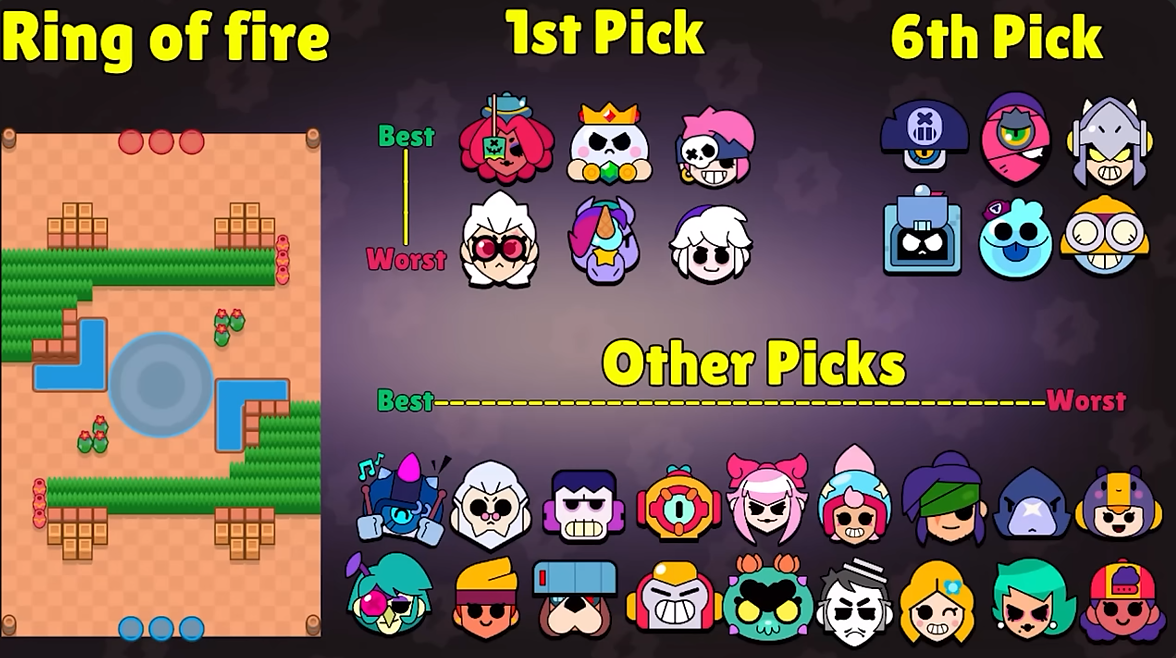 Ring of fire
1st Pick
6th Pick
Best
Worst
Other Picks
Best
Worst